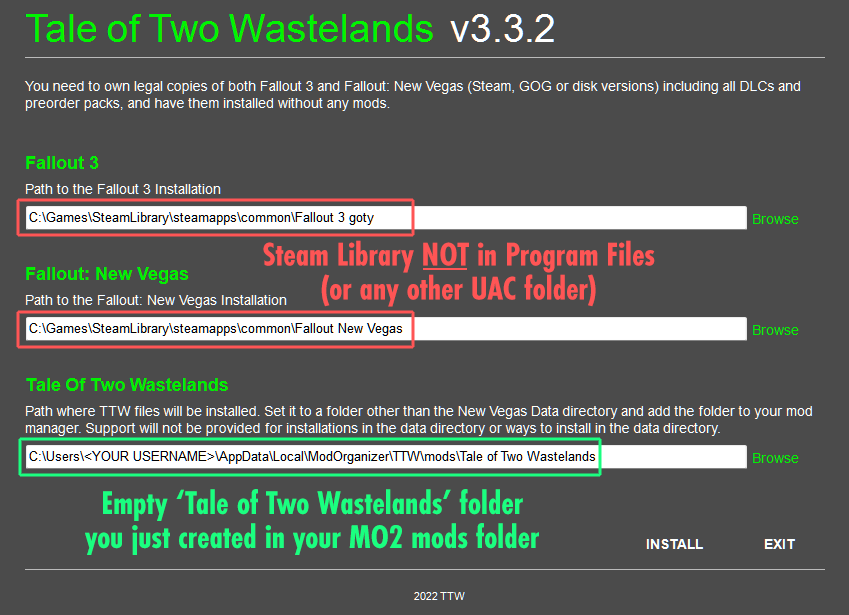 Tale of Two Wastelands v3.3.2
You need to own legal copies of both Fallout 3 and Fallout: New Vegas (Steam, GOG or disk versions) including all DLCs and
preorder packs, and have them installed without any mods.
Fallout 3
Path to the Fallout 3 Installation
C:\Games\SteamLibrary\steamapps\common\Fallout 3 goty
Browse
Steam Library NOT in Program Files
(or any other UAC folder)
Fallout: New Vegas
Path to the Fallout: New Vegas Installation
C:\Games\SteamLibrary\steamapps\common\Fallout New Vegas
Browse
Tale Of Two Wastelands
Path where TTW files will be installed. Set it to a folder other than the New Vegas Data directory and add the folder to your mod
manager. Support will not be provided for installations in the data directory or ways to install in the data directory.
C:\Users\<YOUR USERNAME>\AppData\Local\ModOrganizer\TTW\mods\Tale of Two Wastelands
Browse
Empty ‘Tale of Two Wastelands’ folder
you just created in your MO2 mods folder
INSTALL
EXIT
2022 TTW